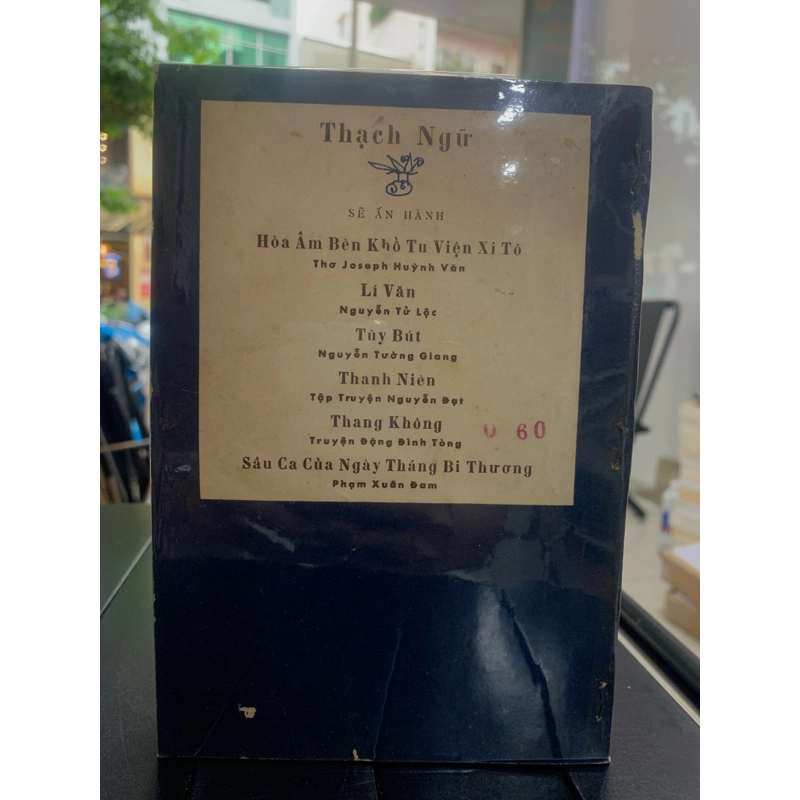 Thạch Ngữ
SẼ ẤN HÀNH
Hòa Âm Bên Khổ Tu Viện Xi Tô
Thơ Joseph Huỳnh Văn
Lí Văn
Nguyễn Tử Lộc
Tùy Bút
Nguyễn Tường Giang
Thanh Niên
Tập Truyện Nguyễn Đạt
Thang Không
Truyện Đặng Đình Tòng
0 60
Sầu Ca Của Ngày Tháng Bi Thương
Phạm Xuân Đam